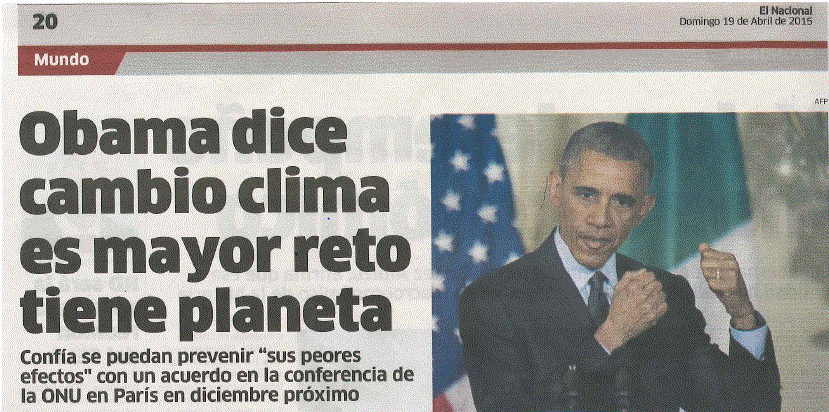 20
El Nacional
Domingo 19 de Abril de 2015
Mundo
AFP
Obama dice
cambio clima
es mayor reto
tiene planeta
Confía se puedan prevenir “sus peores
efectos" con un acuerdo en la conferencia de
la ONU en París en diciembre próximo